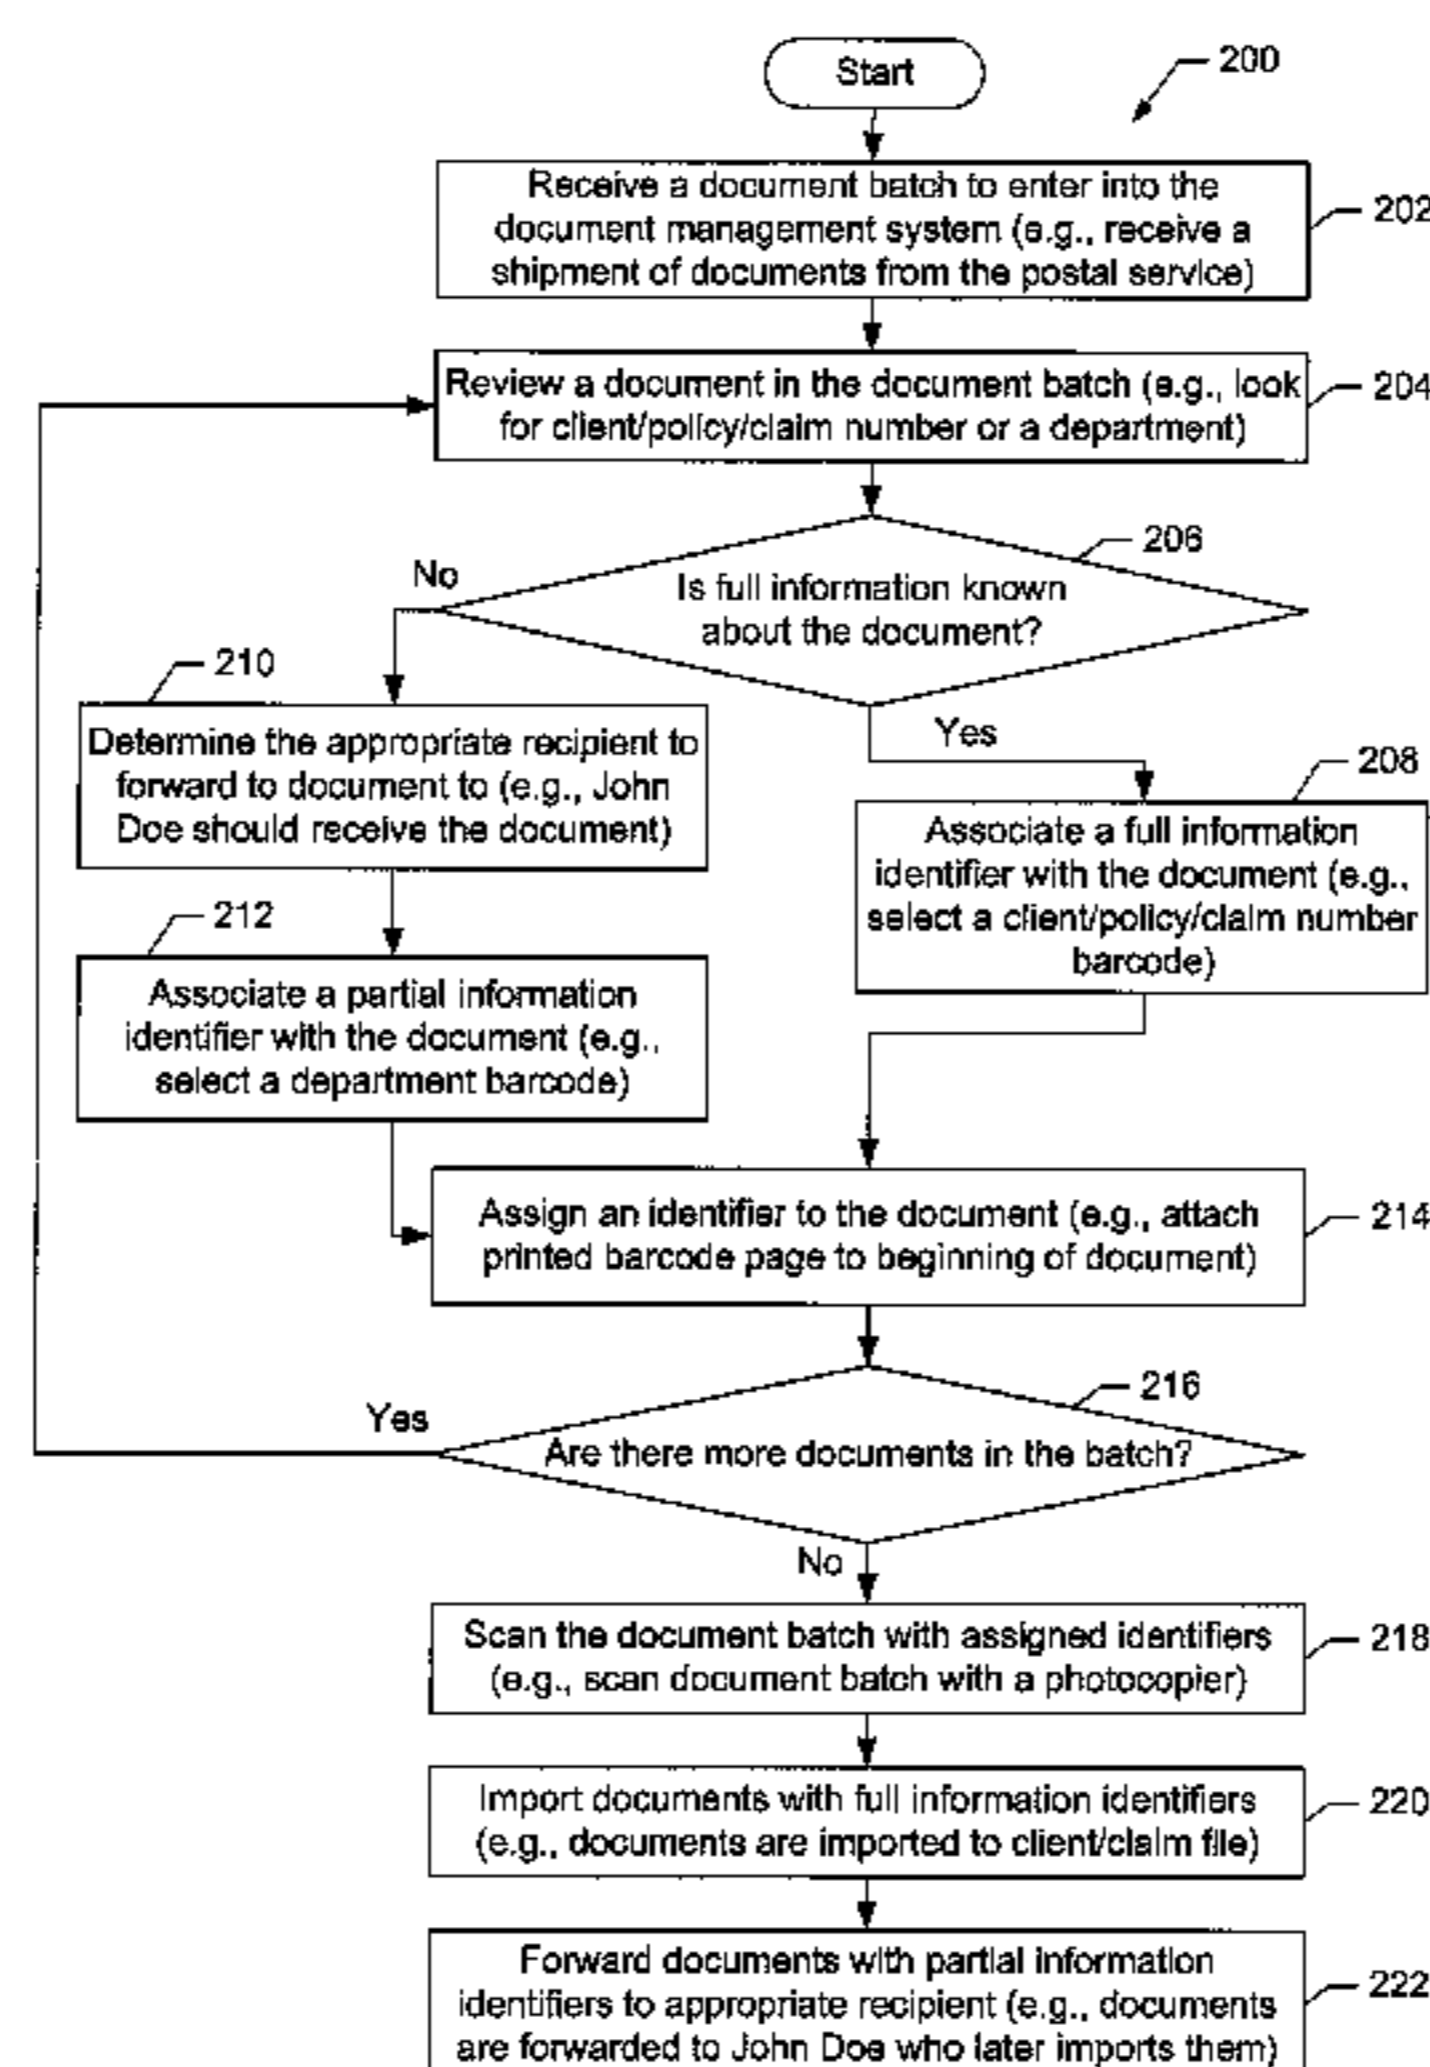 Start
200
Receive a document batch to enter into the
document management system (e.g., receive a
shipment of documents from the postal service)
202
Review a document in the document batch (e.g., look
for client/policy/claim number or a department)
204
206
No
Is full information known
about the document?
210
Yes
Determine the appropriate recipient to
forward to document to (e.g., John
Doe should receive the document)
208
Associate a full information
identifier with the document (e.g.,
select a client/policy/claim number
barcode)
212
Associate a partial information
identifier with the document (e.g.,
select a department barcode)
Assign an identifier to the document (e.g., attach
printed barcode page to beginning of document)
214
216
Yes
Are there more documents in the batch?
No
Scan the document batch with assigned identifiers
(e.g., scan document batch with a photocopier)
218
Import documents with full information identifiers
(e.g., documents are imported to client/claim file)
220
Forward documents with partial information
identifiers to appropriate recipient (e.g., documents
are forwarded to John Doe who later imports them)
222